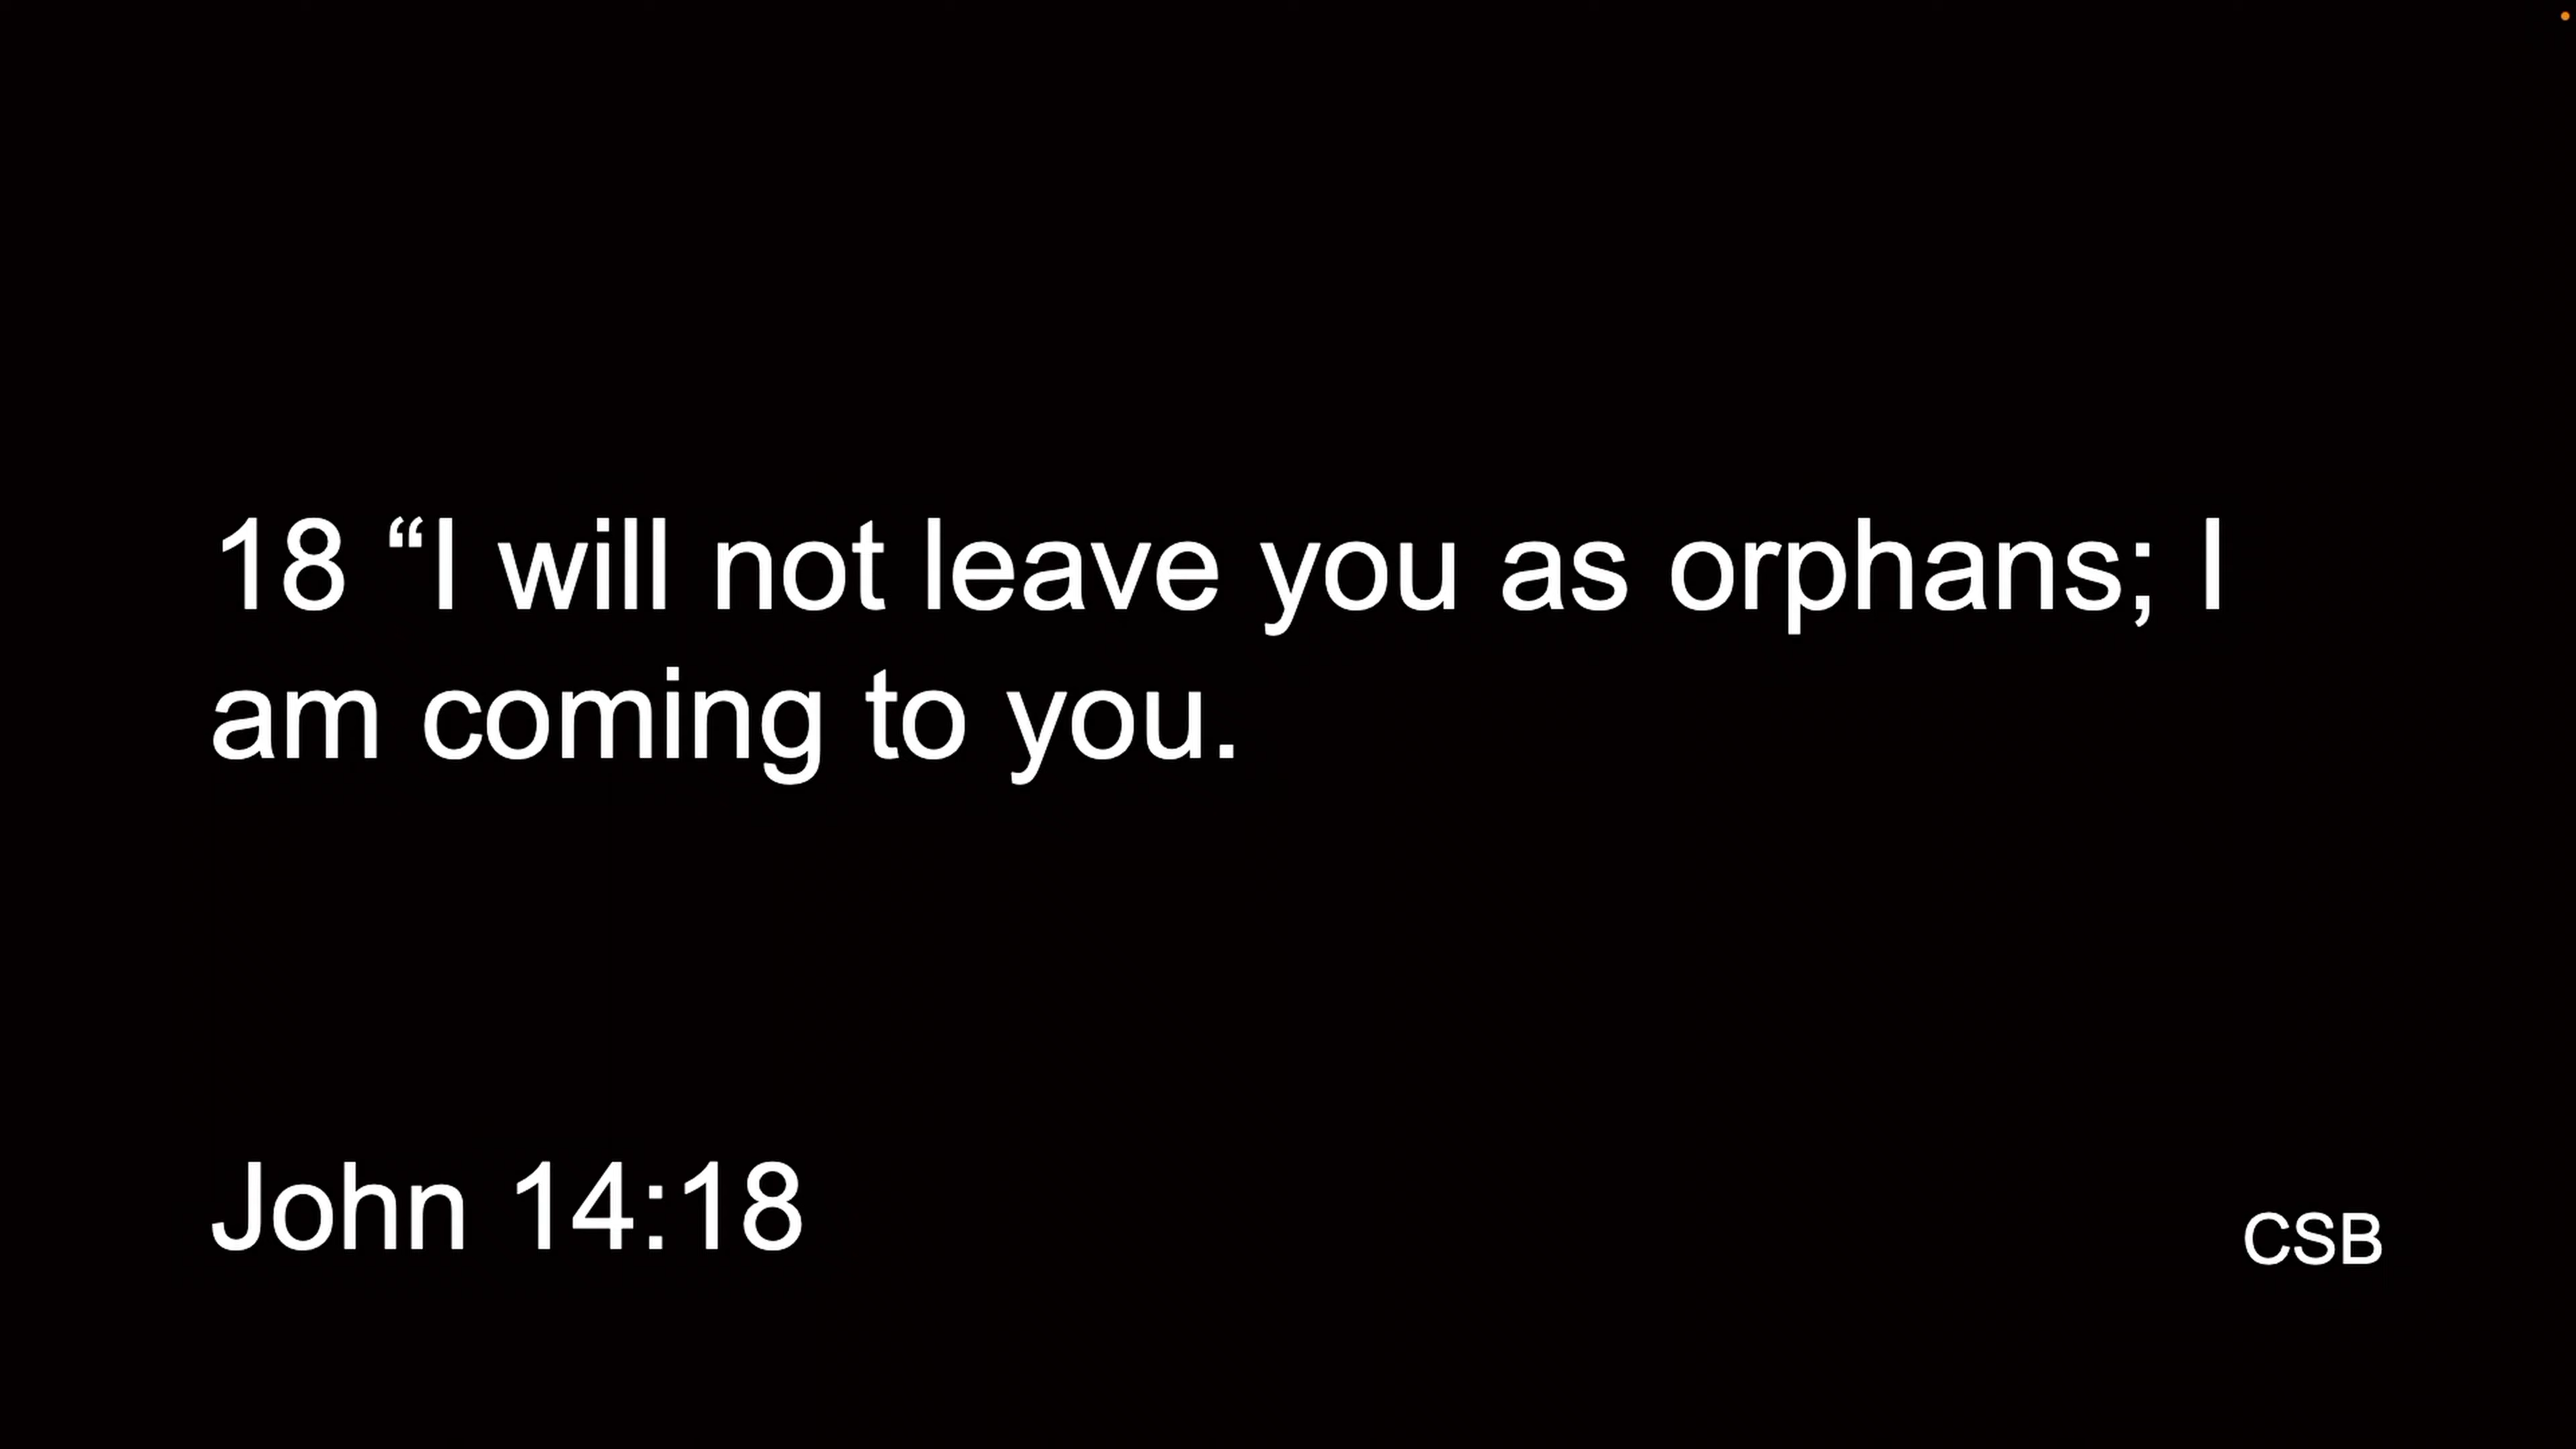 18 “I will not leave you as orphans; I
am coming to you.
John 14:18
CSB